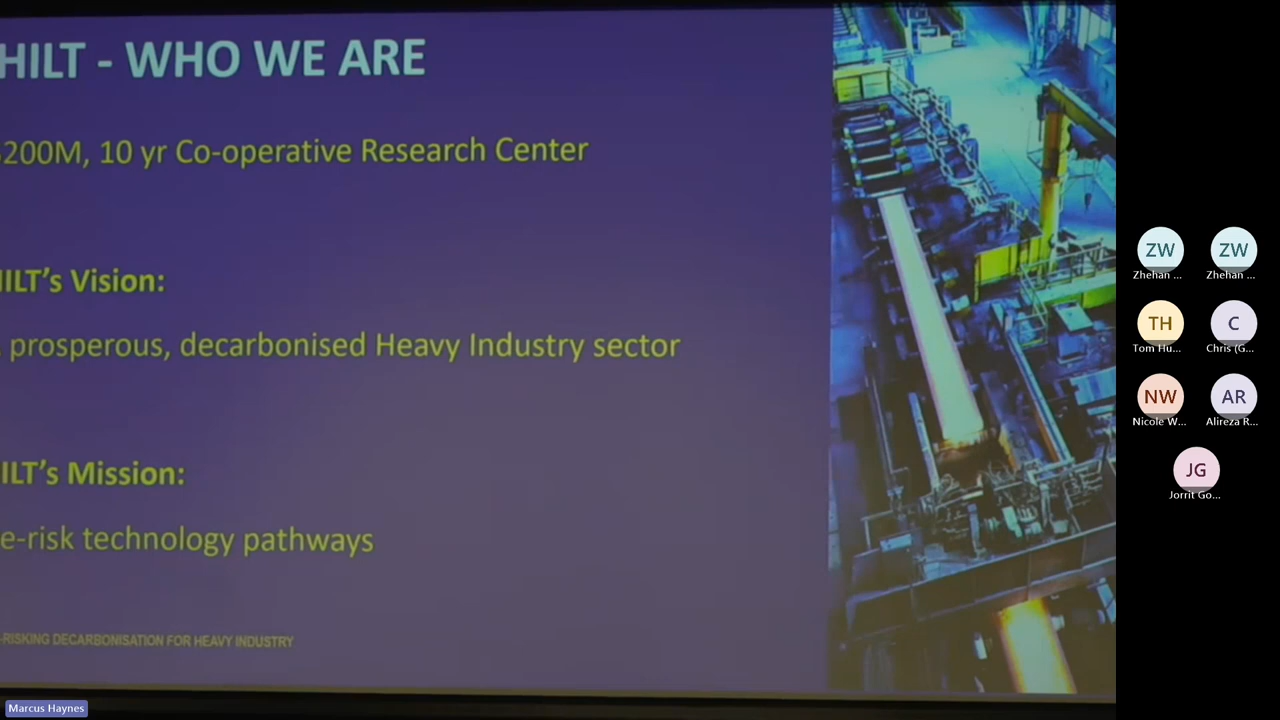 HILT - WHO WE ARE
200M, 10 yr Co-operative Research Center
ILT's Vision:
prosperous, decarbonised Heavy Industry sector
ILT's Mission:
e-risk technology pathways
-RISKING DECARBONISATION FOR HEAVY INDUSTRY
Marcus Haynes
ZW
Zhehan ...
ZW
Zhehan ...
TH
Tom Hu...
C
Chris (G...
NW
Nicole W...
AR
Alireza R...
JG
Jorrit Go...